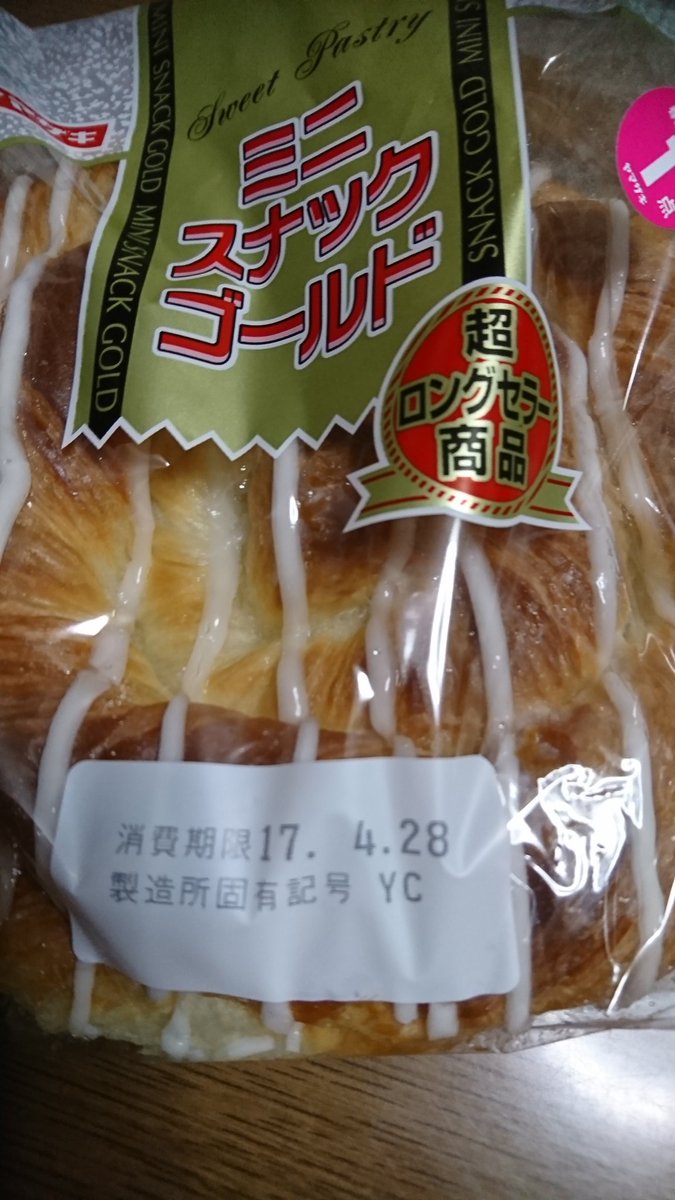 Sweet Pastry
ミニ
スナック
ゴールド
MINI SNACK GOLD MINI SNACK GOLD
SNACK GOLD MINI S
超
ロングセラー
商品
1
点
消費期限17. 4.28
製造所固有記号 YC